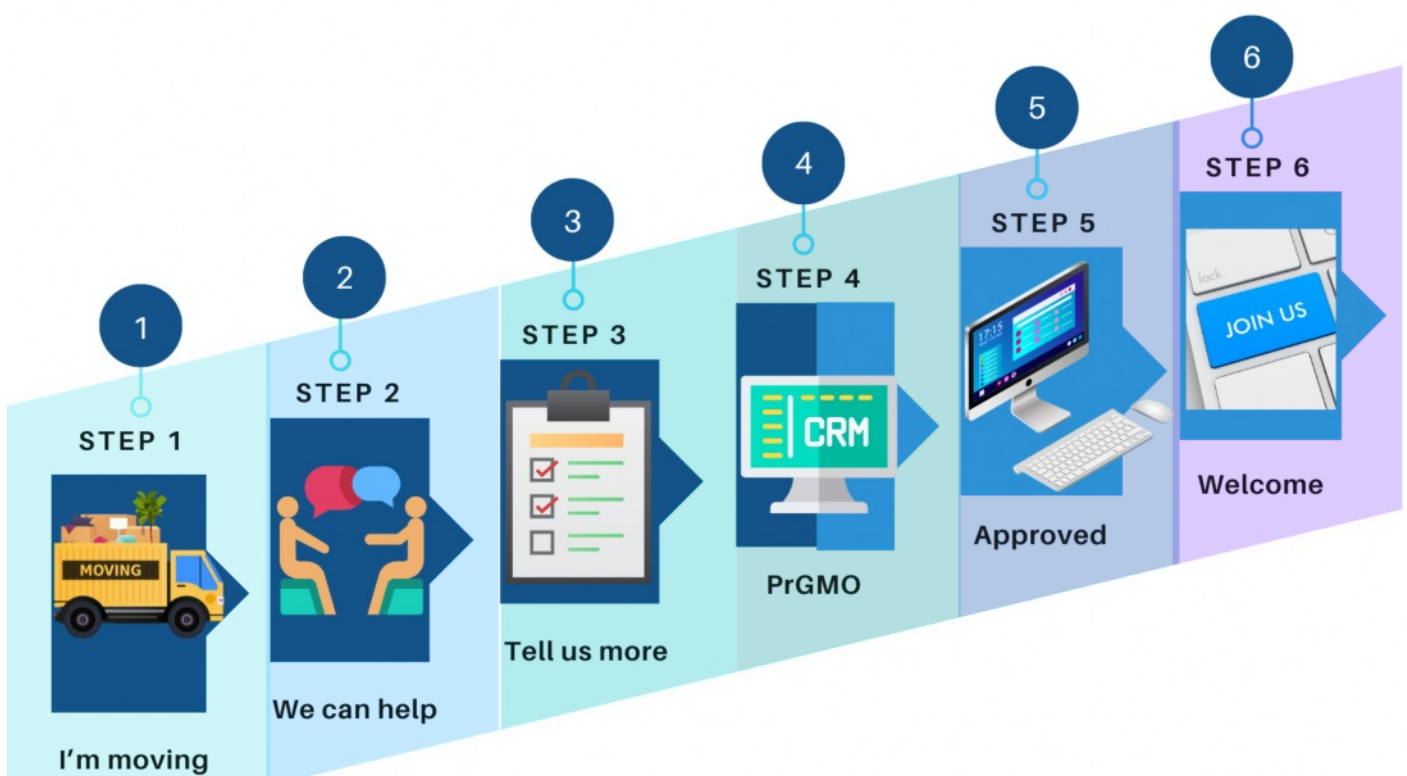 1
STEP 1
MOVING
I'm moving
2
STEP 2
We can help
3
STEP 3
Tell us more
4
STEP 4
CRM
PrGMO
5
STEP 5
17:15
Approved
6
STEP 6
lock
JOIN US
Welcome